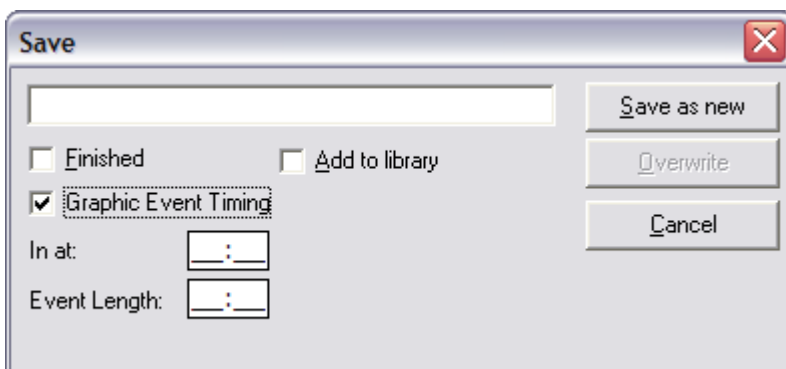 Save
Save as new
Finished
Add to library
Overwrite
Graphic Event Timing
Cancel
In at: __:__
Event Length: __:__